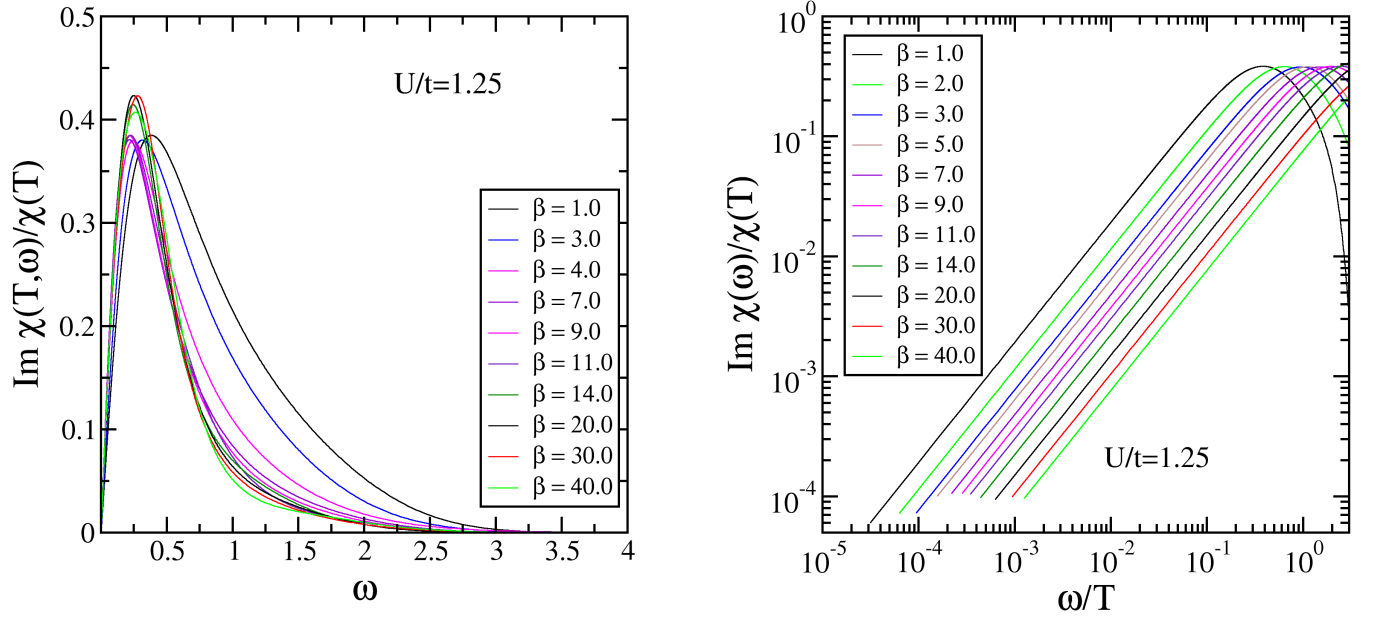 0.5
0.4
0.3
0.2
0.1
0
Im χ(T,ω)/χ(T)
U/t=1.25
β = 1.0
β = 3.0
β = 4.0
β = 7.0
β = 9.0
β = 11.0
β = 14.0
β = 20.0
β = 30.0
β = 40.0
0.5 1 1.5 2 2.5 3 3.5 4
ω
10^0
10^-1
10^-2
10^-3
10^-4
Im χ(ω)/χ(T)
β = 1.0
β = 2.0
β = 3.0
β = 5.0
β = 7.0
β = 9.0
β = 11.0
β = 14.0
β = 20.0
β = 30.0
β = 40.0
U/t=1.25
10^-5 10^-4 10^-3 10^-2 10^-1 10^0
ω/T